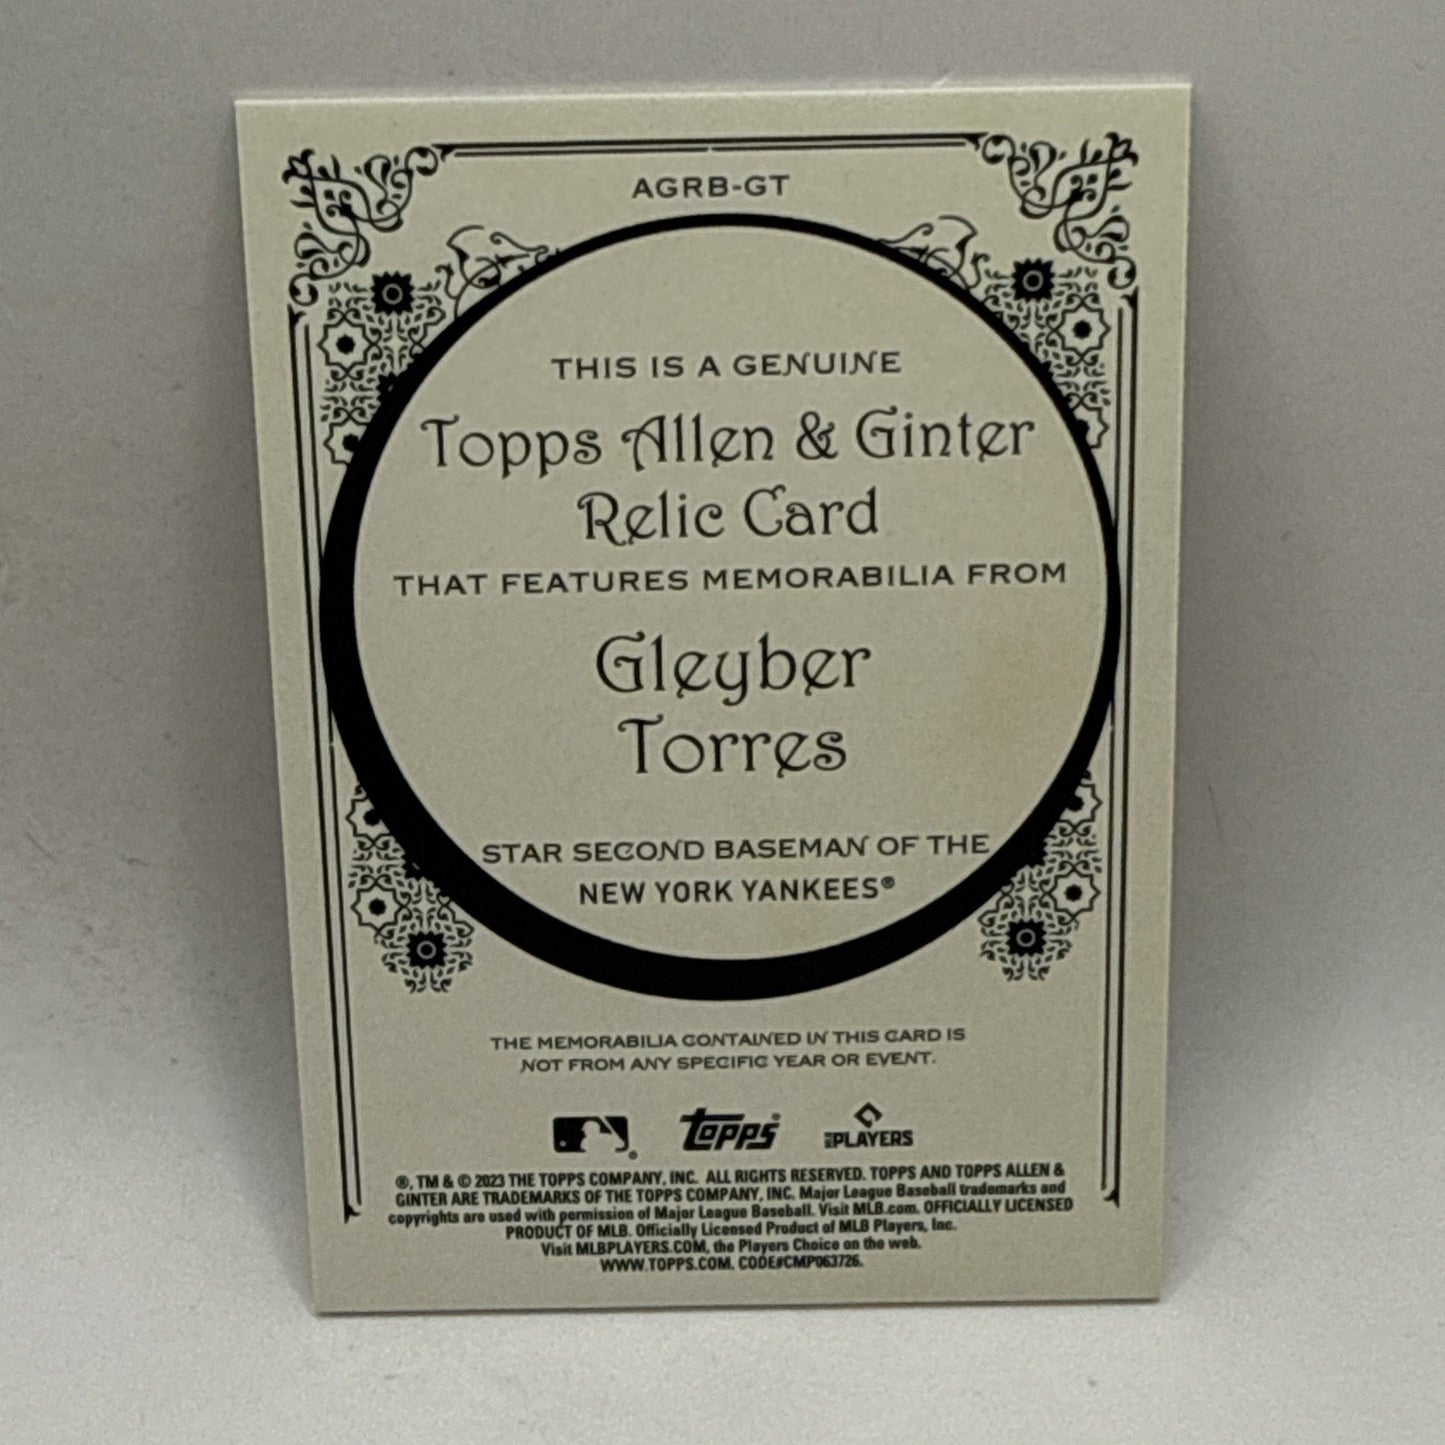 AGRB-GT
THIS IS A GENUINE
Topps Allen & Ginter
Relic Card
THAT FEATURES MEMORABILIA FROM
Gleyber
Torres
STAR SECOND BASEMAN OF THE
NEW YORK YANKEES®
THE MEMORABILIA CONTAINED IN THIS CARD IS
NOT FROM ANY SPECIFIC YEAR OR EVENT.
Topps® MLB PLAYERS
®, TM & © 2023 THE TOPPS COMPANY, INC. ALL RIGHTS RESERVED. TOPPS AND TOPPS ALLEN &
GINTER ARE TRADEMARKS OF THE TOPPS COMPANY, INC. Major League Baseball trademarks and
copyrights are used with permission of Major League Baseball. Visit MLB.com. OFFICIALLY LICENSED
PRODUCT OF MLB. Officially Licensed Product of MLB Players, Inc.
Visit MLBPLAYERS.COM, the Players Choice on the web.
WWW.TOPPS.COM. CODE#CMP063726.